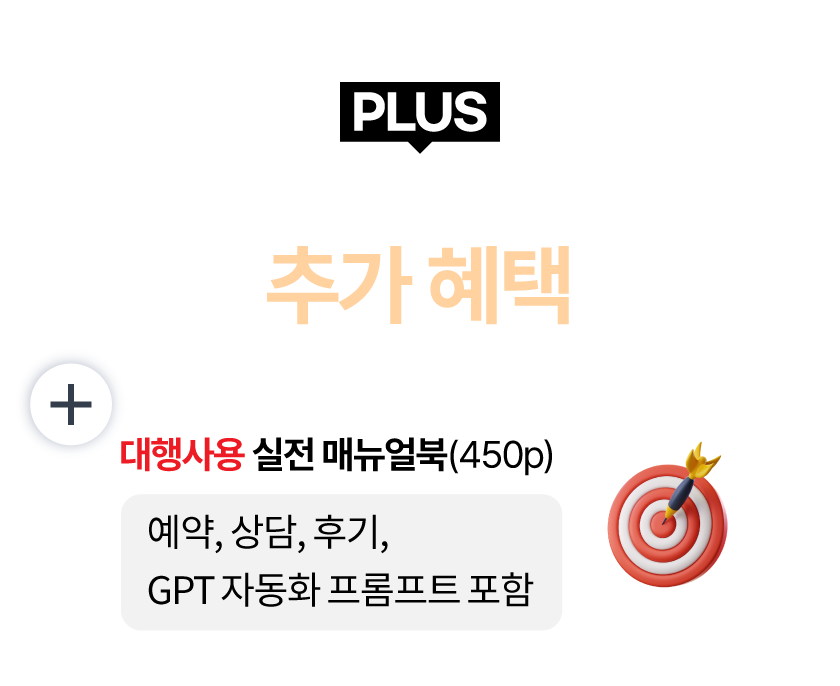 PLUS
추가 혜택
대행사용 실전 매뉴얼북(450p)
예약, 상담, 후기,
GPT 자동화 프롬프트 포함